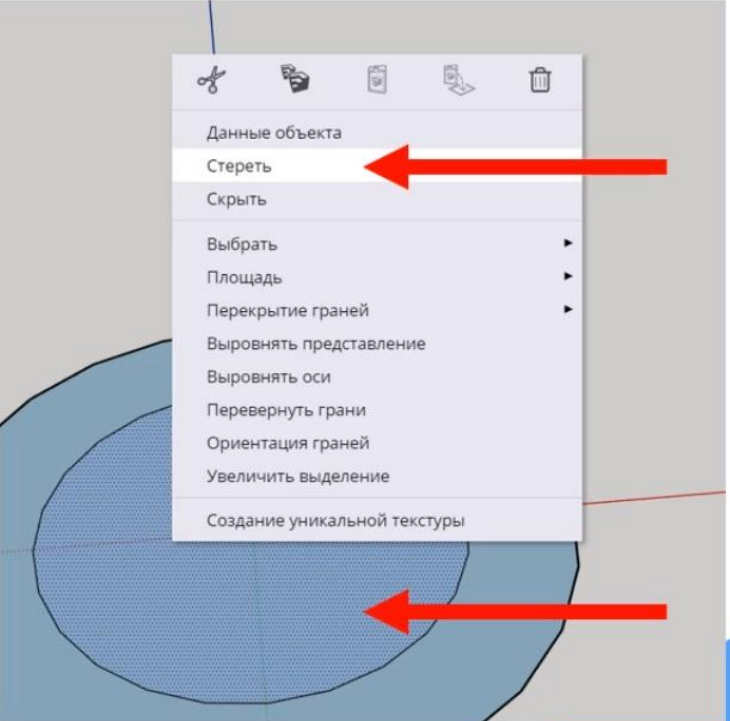 Данные объекта
Стереть
Скрыть
Выбрать
Площадь
Перекрытие граней
Выровнять представление
Выровнять оси
Перевернуть грани
Ориентация граней
Увеличить выделение
Создание уникальной текстуры